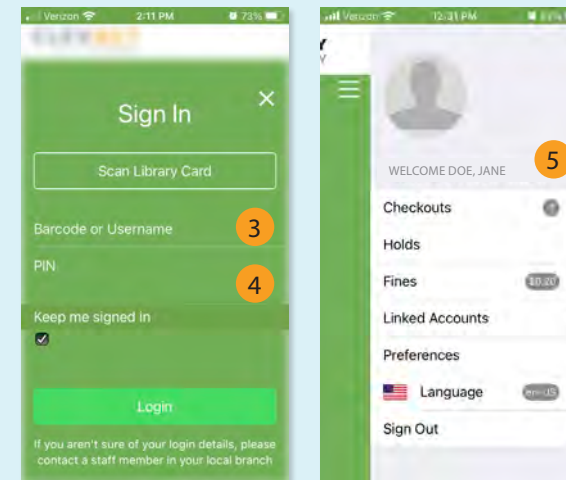 Verizon 2:11 PM 73%
Sign In
Scan Library Card
Barcode or Username
3
PIN
4
Keep me signed in
Login
If you aren't sure of your login details, please
contact a staff member in your local branch
Verizon 12:31 PM
Y
Y
WELCOME DOE, JANE
5
Checkouts
Holds
Fines $0.20
Linked Accounts
Preferences
Language en-US
Sign Out